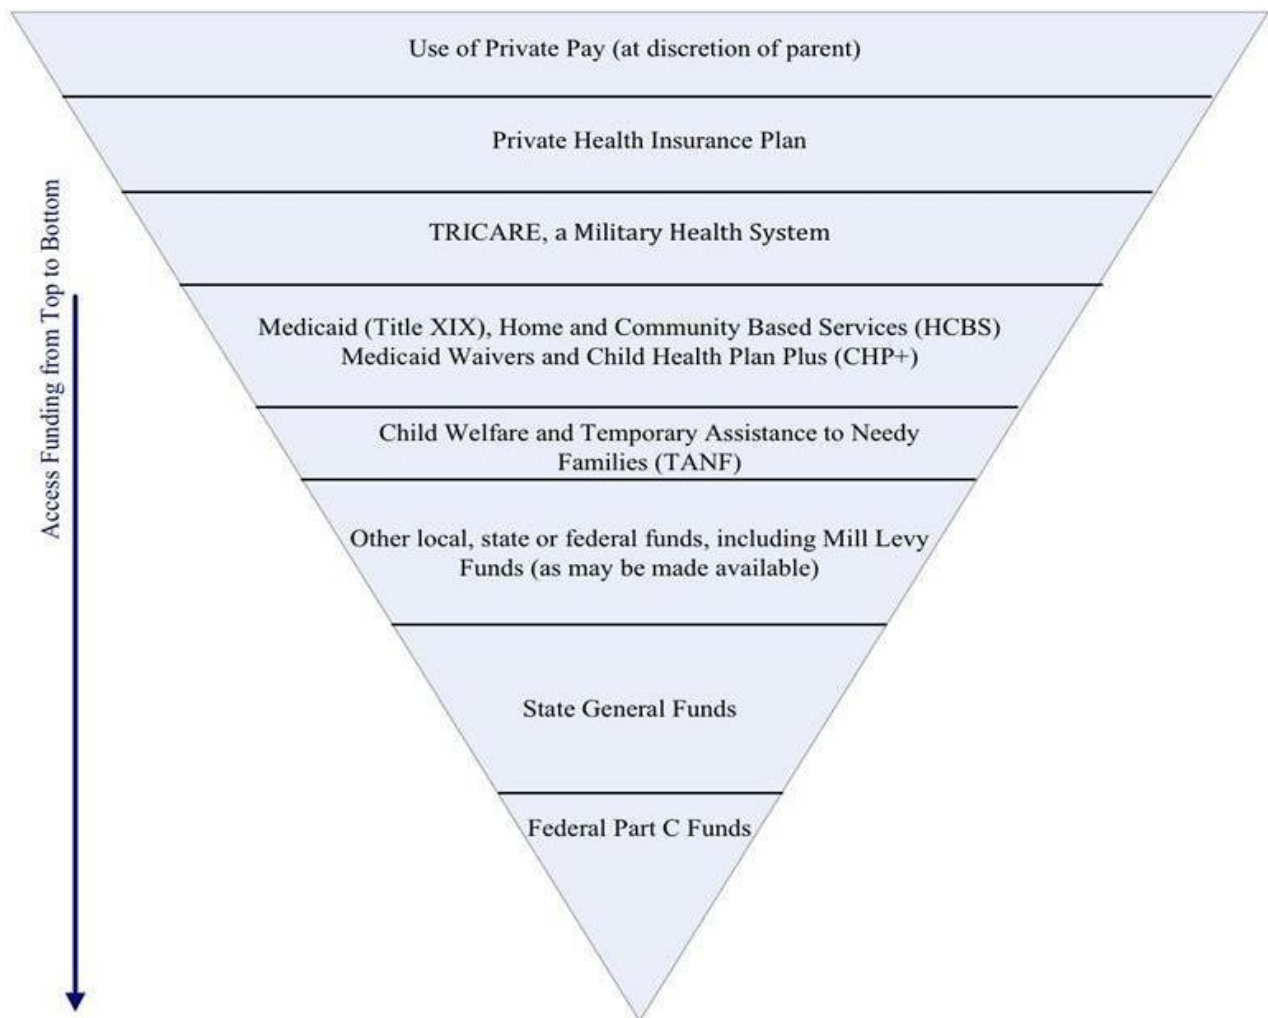 Use of Private Pay (at discretion of parent)
Private Health Insurance Plan
TRICARE, a Military Health System
Medicaid (Title XIX), Home and Community Based Services (HCBS)
Medicaid Waivers and Child Health Plan Plus (CHP+)
Child Welfare and Temporary Assistance to Needy
Families (TANF)
Other local, state or federal funds, including Mill Levy
Funds (as may be made available)
State General Funds
Federal Part C Funds
Access Funding from Top to Bottom